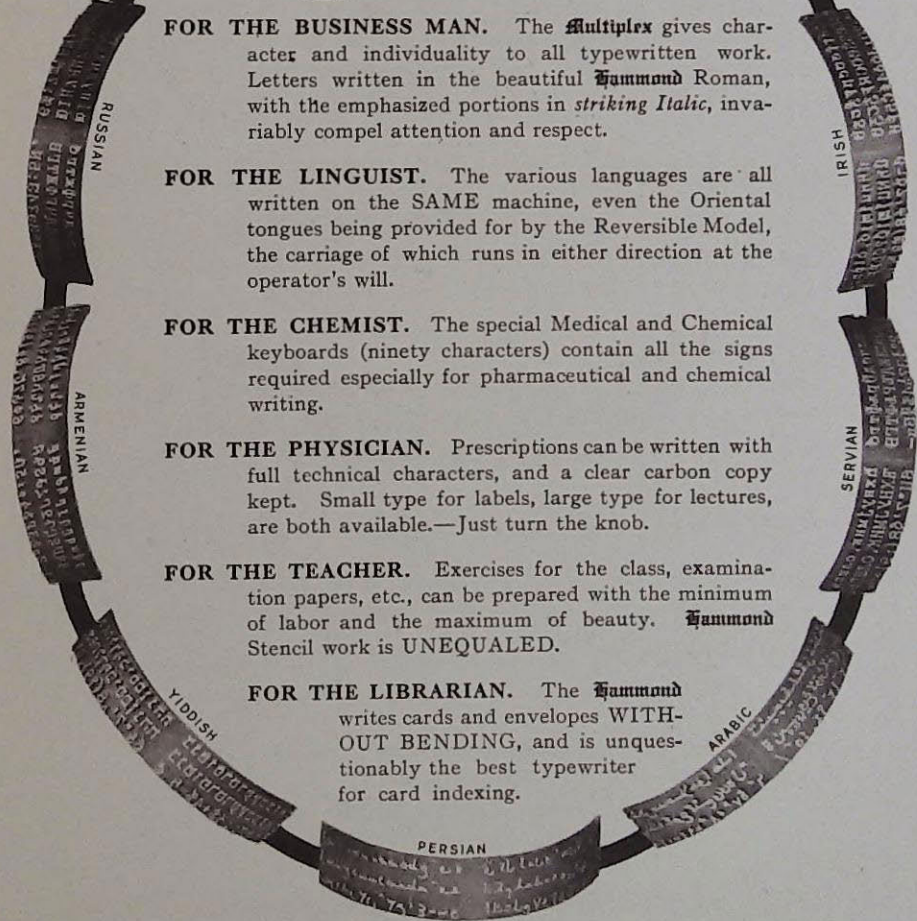 FOR THE BUSINESS MAN. The Multiplex gives char-
acter and individuality to all typewritten work.
Letters written in the beautiful Hammond Roman,
with the emphasized portions in striking Italic, inva-
riably compel attention and respect.
FOR THE LINGUIST. The various languages are all
written on the SAME machine, even the Oriental
tongues being provided for by the Reversible Model,
the carriage of which runs in either direction at the
operator's will.
FOR THE CHEMIST. The special Medical and Chemical
keyboards (ninety characters) contain all the signs
required especially for pharmaceutical and chemical
writing.
FOR THE PHYSICIAN. Prescriptions can be written with
full technical characters, and a clear carbon copy
kept. Small type for labels, large type for lectures,
are both available.—Just turn the knob.
FOR THE TEACHER. Exercises for the class, examina-
tion papers, etc., can be prepared with the minimum
of labor and the maximum of beauty. Hammond
Stencil work is UNEQUALED.
FOR THE LIBRARIAN. The Hammond
writes cards and envelopes WITH-
OUT BENDING, and is unques-
tionably the best typewriter
for card indexing.
RUSSIAN
ARMENIAN
YIDDISH
PERSIAN
ARABIC
SERVIAN
IRISH